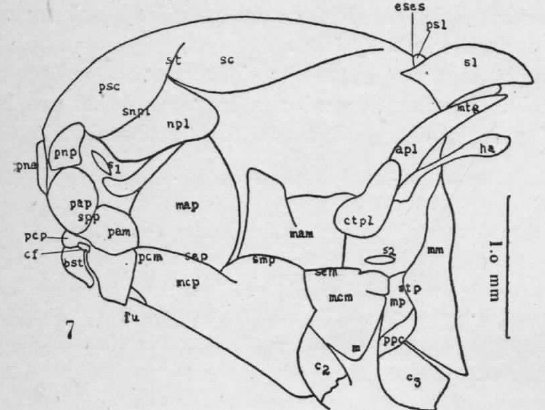 eses
psl
st
sc
sl
psc
mtg
snpl
npl
ha
pnp
apl
pna
s1
pap
map
ctpl
spp
pam
mam
pcp
s2
mm
cf
pcm
sap
smp
sem
bst
mcp
stp
mcm
mp
1.0 mm
fu
7
m
ppc
c2
c3